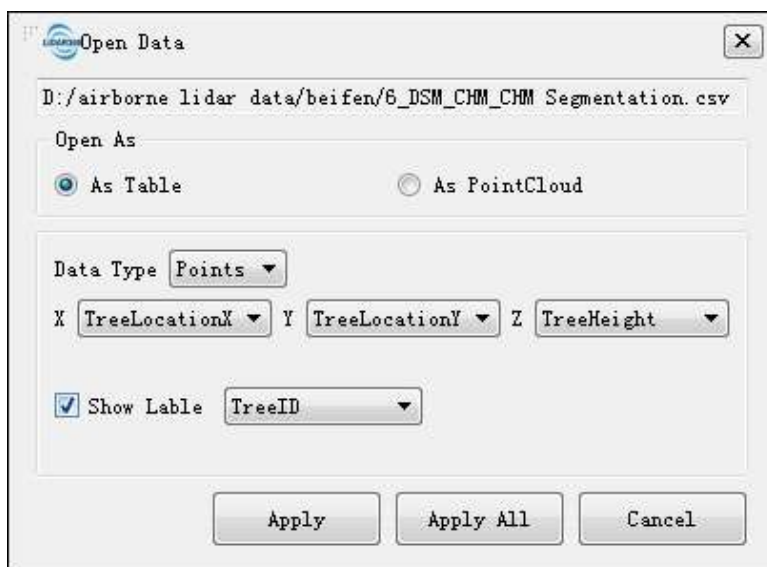 Open Data
D:/airborne lidar data/beifen/6_DSM_CHM_CHM Segmentation.csv
Open As
As Table As PointCloud
Data Type Points
X TreeLocationX Y TreeLocationY Z TreeHeight
Show Lable TreeID
Apply Apply All Cancel